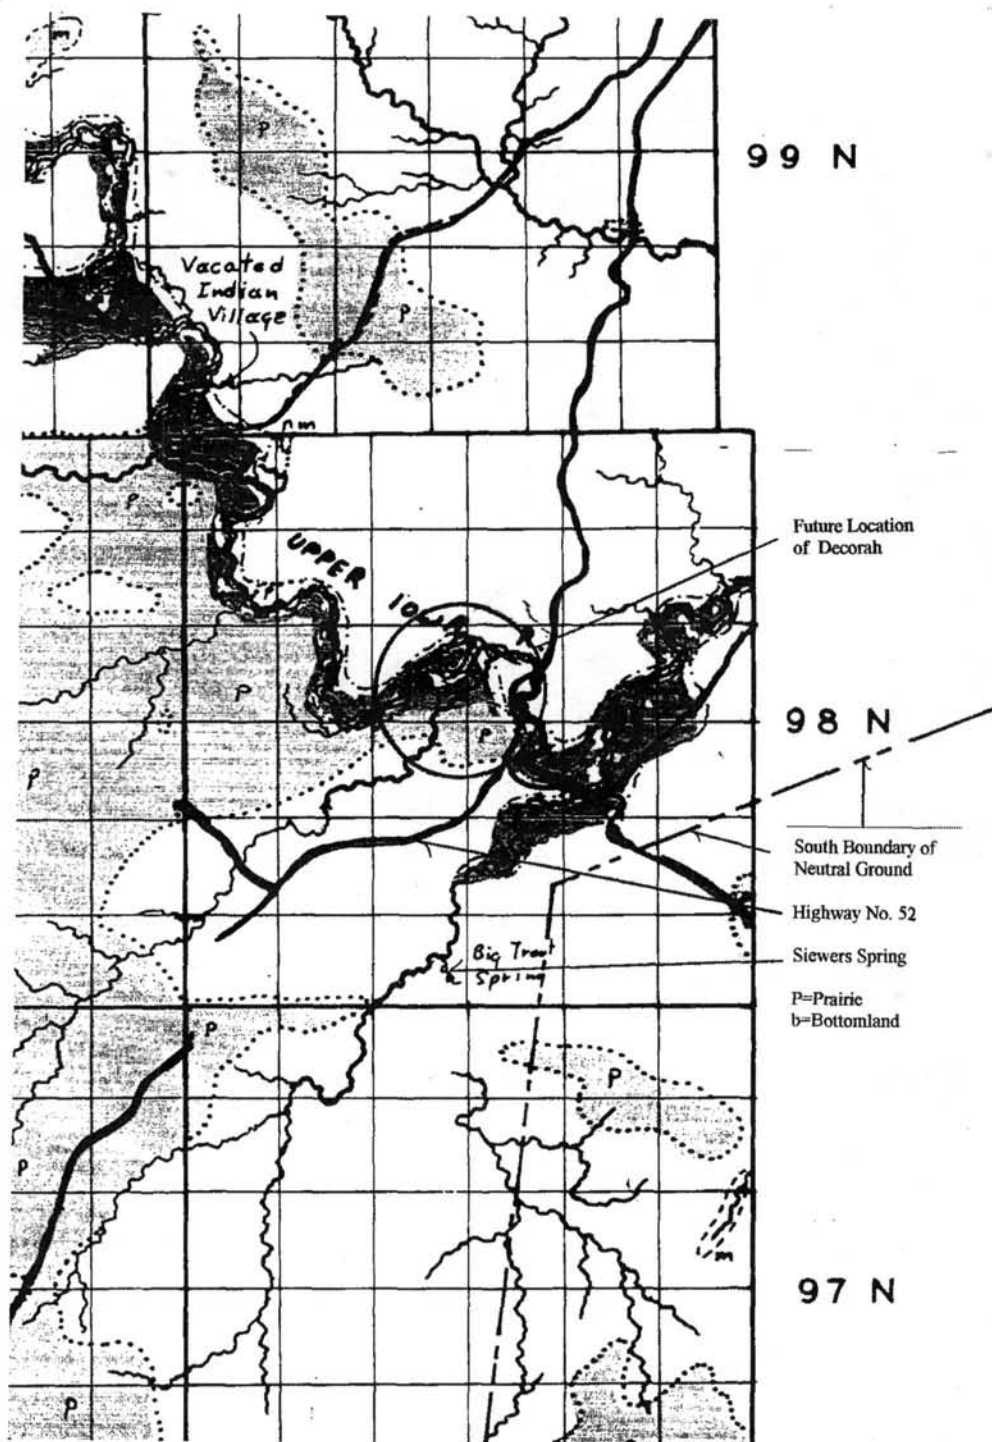 m
P
99 N
Vacated
Indian
Village
P
m
P
UPPER
IOWA
R
Future Location
of Decorah
P
P
P
98 N
South Boundary of
Neutral Ground
Highway No. 52
Big Trout
Spring
Siewers Spring
P=Prairie
b=Bottomland
P
P
P
m
97 N
P